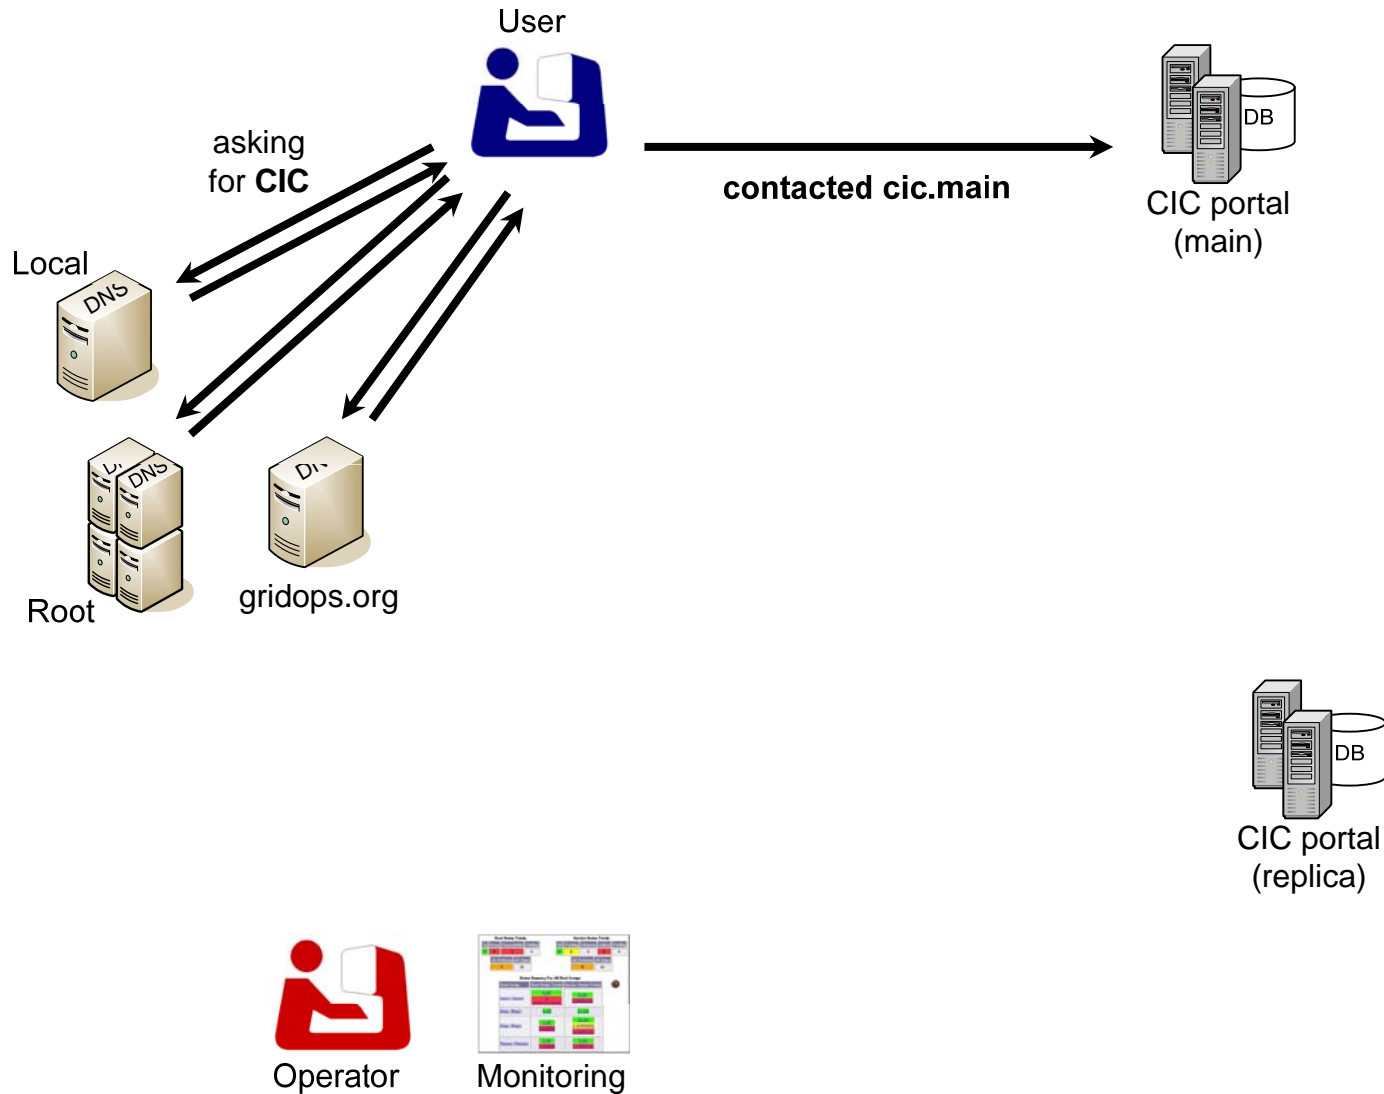 User
asking
for CIC
contacted cic.main
DB
CIC portal
(main)
Local
DNS
DNS
Root
gridops.org
DB
CIC portal
(replica)
Operator
Monitoring